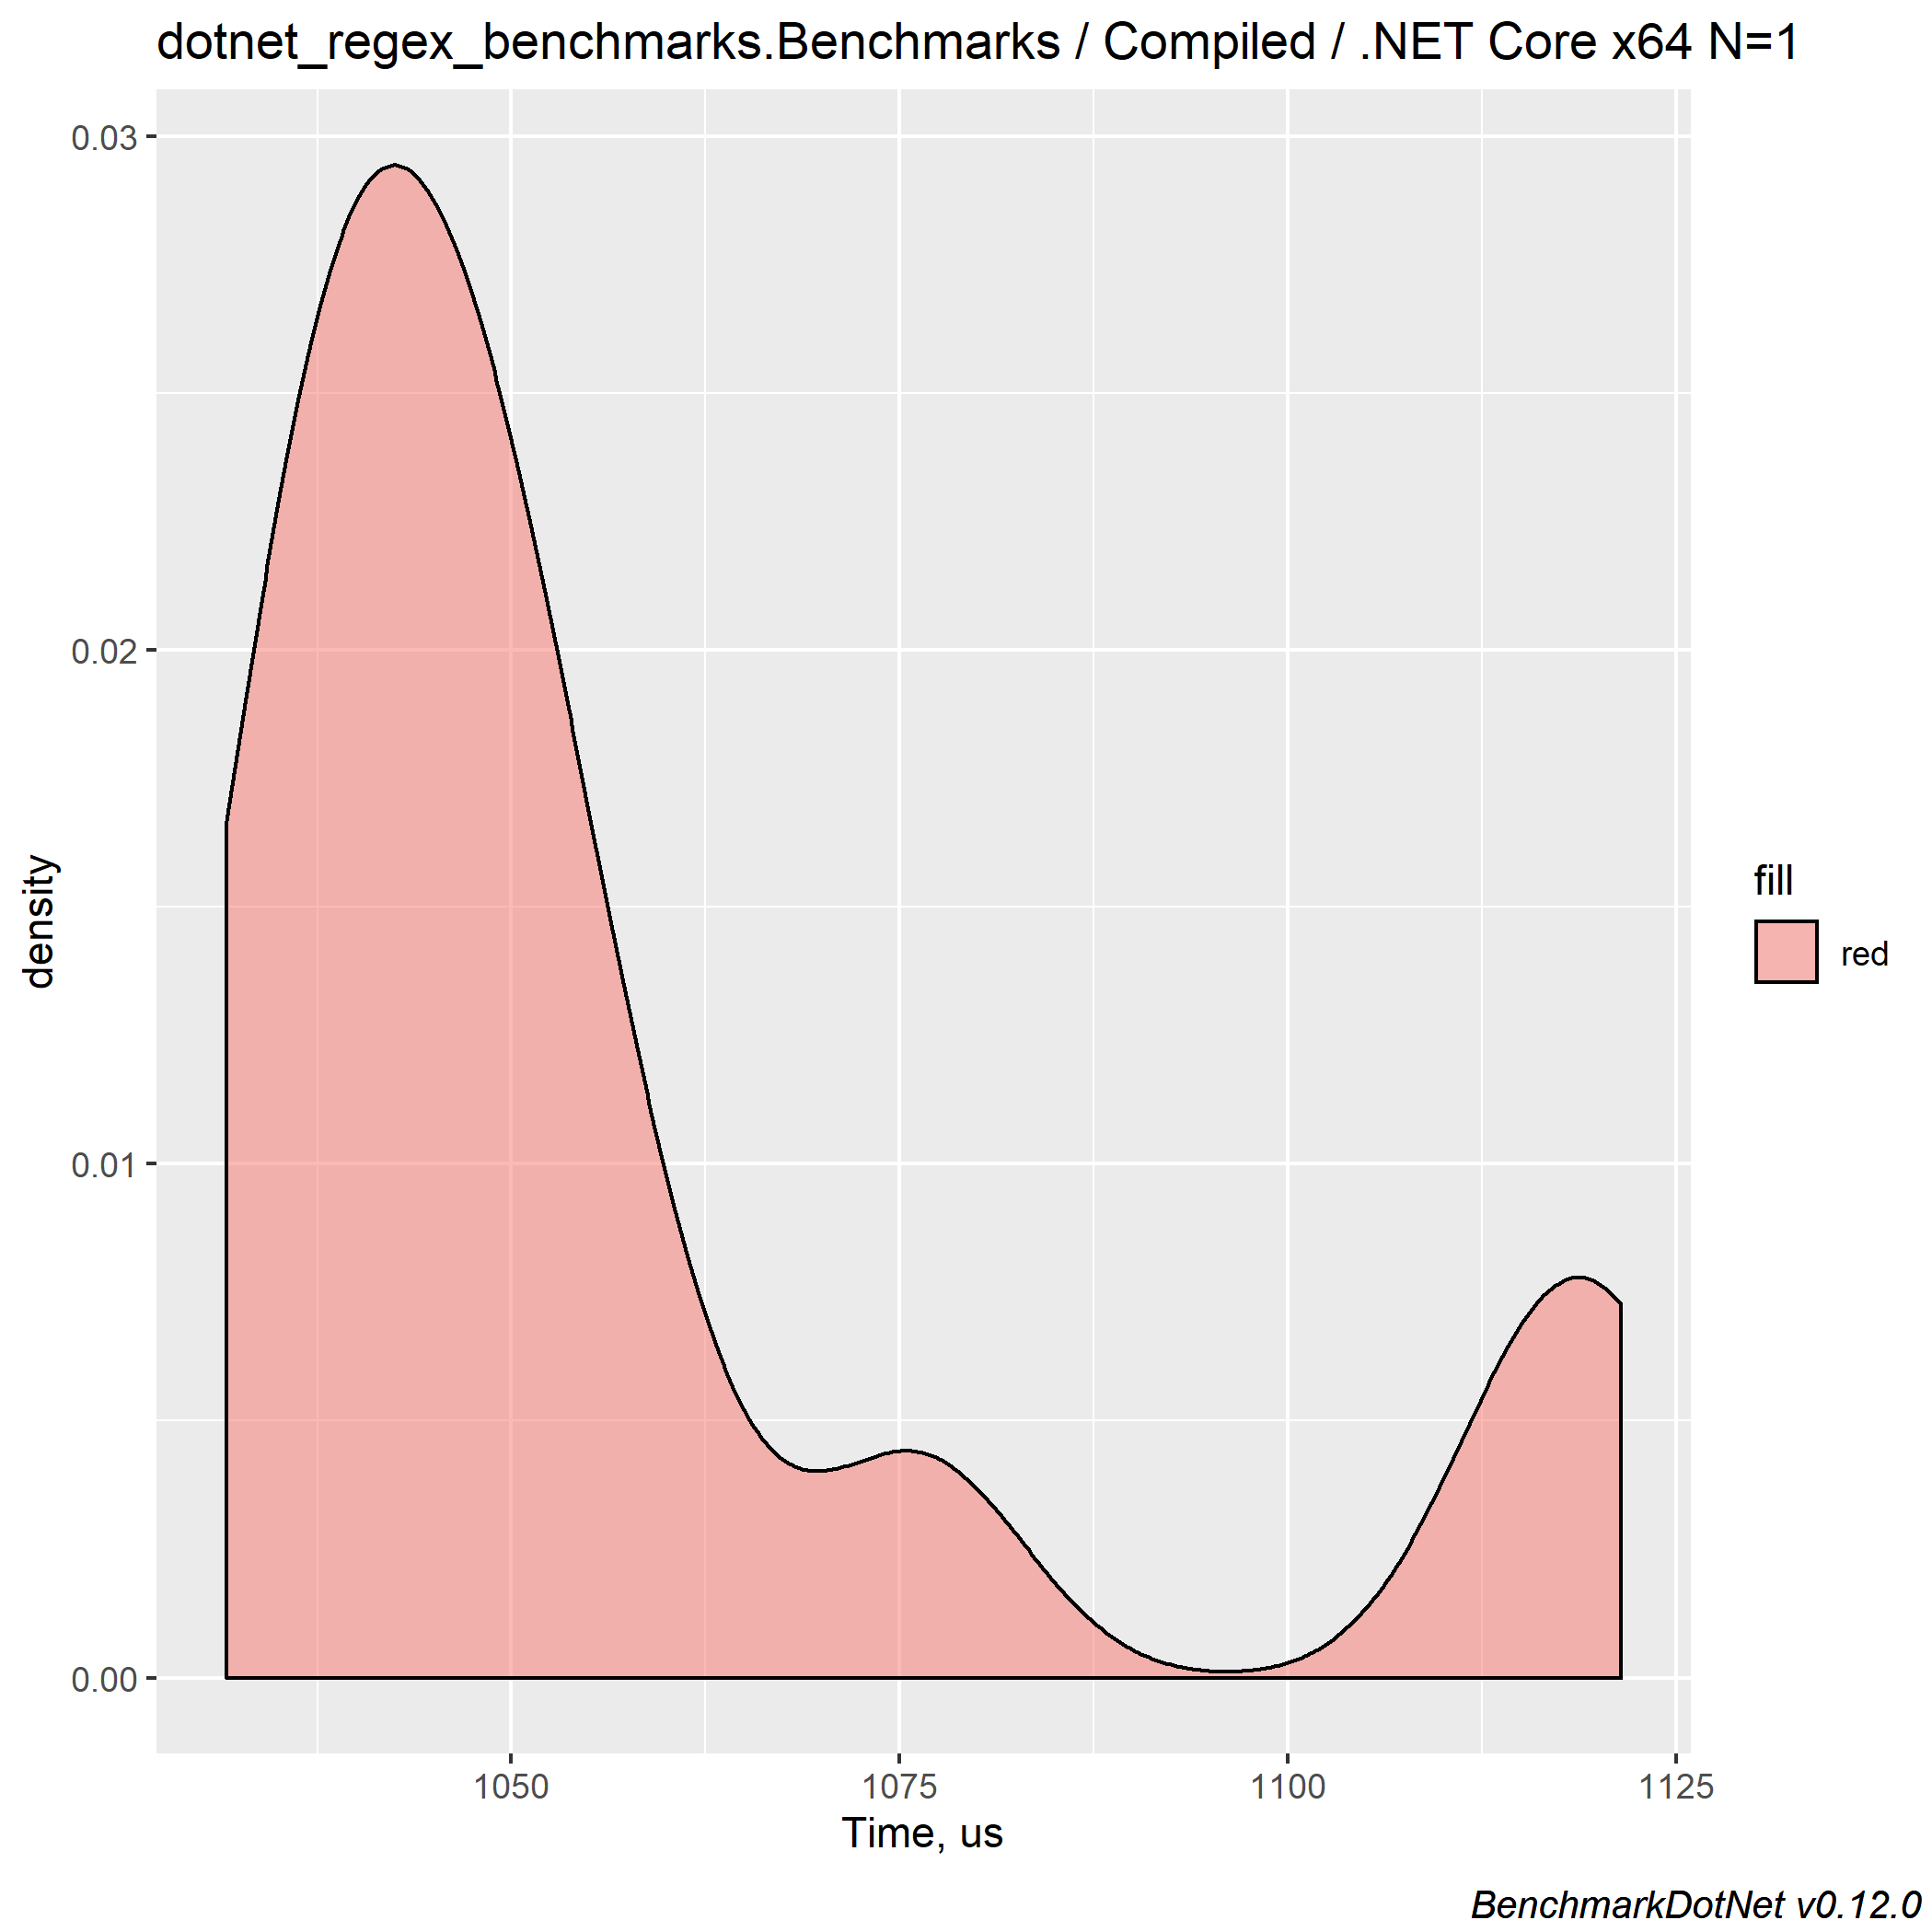 dotnet_regex_benchmarks.Benchmarks / Compiled / .NET Core x64 N=1
0.03
0.02
0.01
0.00
density
1050 1075 1100 1125
Time, us
fill
red
BenchmarkDotNet v0.12.0